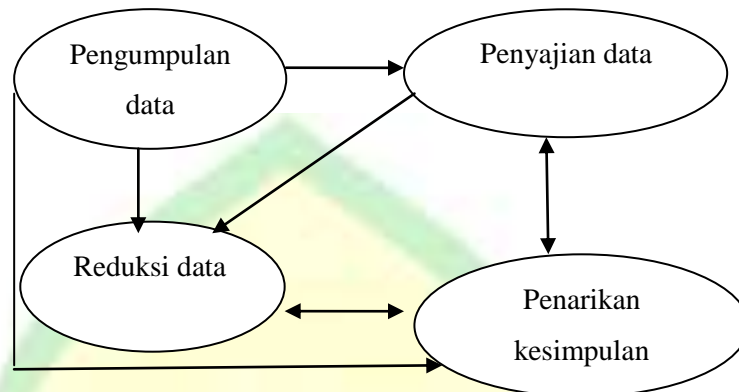 Pengumpulan
data
Penyajian data
Reduksi data
Penarikan
kesimpulan